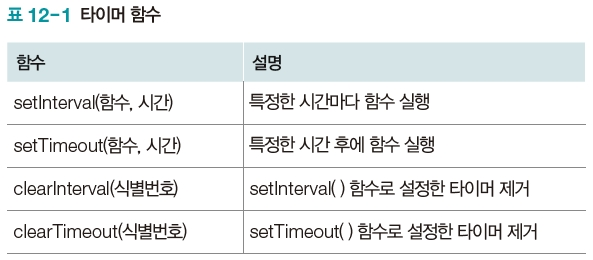 표 12-1 타이머 함수
함수 설명
setInterval(함수, 시간) 특정한 시간마다 함수 실행
setTimeout(함수, 시간) 특정한 시간 후에 함수 실행
clearInterval(식별번호) setInterval( ) 함수로 설정한 타이머 제거
clearTimeout(식별번호) setTimeout( ) 함수로 설정한 타이머 제거